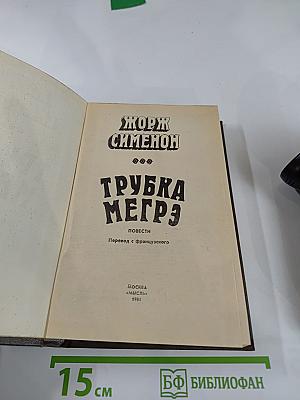 ЖОРЖ
СИМЕНОН
ТРУБКА
МЕГРЭ
ПОВЕСТИ
Перевод с французского
МОСКВА
«МЫСЛЬ»
15 см
БФ БИБЛИОФАН